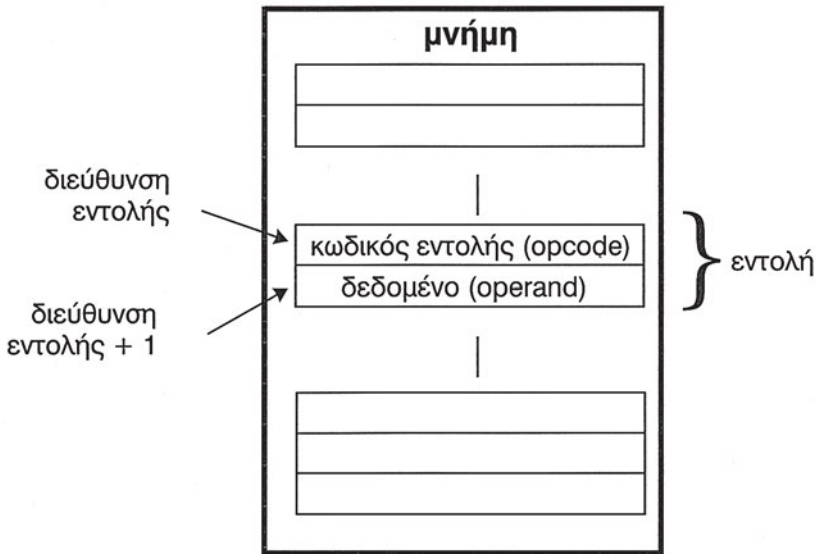 μνήμη
διεύθυνση
εντολής
κωδικός εντολής (opcode)
δεδομένο (operand)
εντολή
διεύθυνση
εντολής + 1